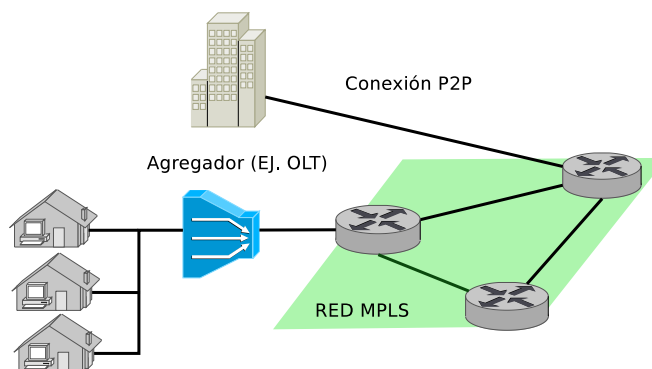 Conexión P2P
Agregador (EJ. OLT)
RED MPLS